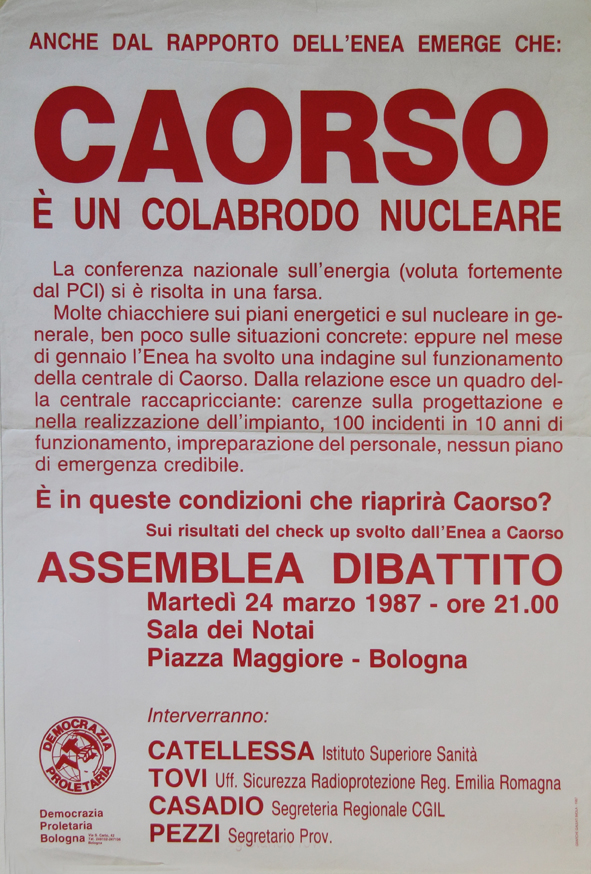 ANCHE DAL RAPPORTO DELL'ENEA EMERGE CHE:
CAORSO
È UN COLABRODO NUCLEARE
La conferenza nazionale sull'energia (voluta fortemente
dal PCI) si è risolta in una farsa.
Molte chiacchiere sui piani energetici e sul nucleare in ge-
nerale, ben poco sulle situazioni concrete: eppure nel mese
di gennaio l'Enea ha svolto una indagine sul funzionamento
della centrale di Caorso. Dalla relazione esce un quadro del-
la centrale raccapricciante: carenze sulla progettazione e
nella realizzazione dell'impianto, 100 incidenti in 10 anni di
funzionamento, impreparazione del personale, nessun piano
di emergenza credibile.
È in queste condizioni che riaprirà Caorso?
Sui risultati del check up svolto dall'Enea a Caorso
ASSEMBLEA DIBATTITO
Martedì 24 marzo 1987 - ore 21.00
Sala dei Notai
Piazza Maggiore - Bologna
Interverranno:
CATELLESSA Istituto Superiore Sanità
TOVI Uff. Sicurezza Radioprotezione Reg. Emilia Romagna
CASADIO Segreteria Regionale CGIL
PEZZI Segretario Prov.
DEMOCRAZIA
PROLETARIA
Democrazia
Proletaria
Bologna
Bologna